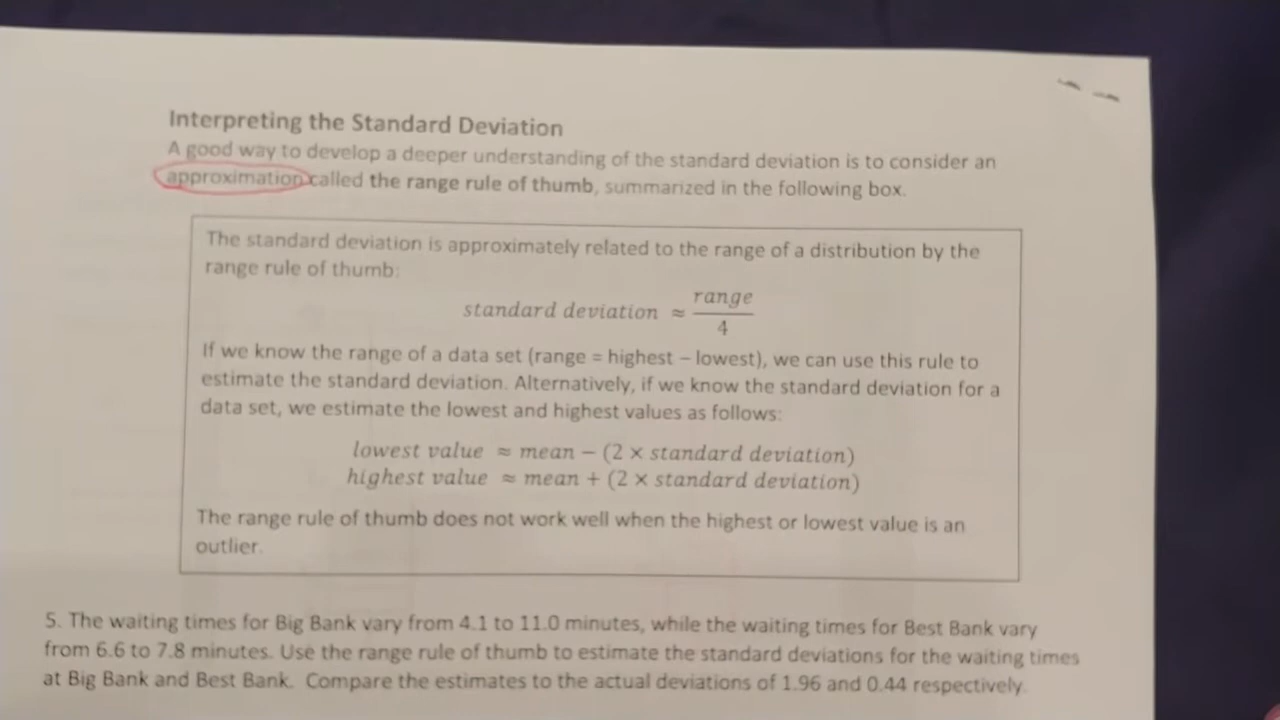 Interpreting the Standard Deviation
A good way to develop a deeper understanding of the standard deviation is to consider an
approximation called the range rule of thumb, summarized in the following box.
The standard deviation is approximately related to the range of a distribution by the
range rule of thumb:
standard deviation ≈ range
4
If we know the range of a data set (range = highest – lowest), we can use this rule to
estimate the standard deviation. Alternatively, if we know the standard deviation for a
data set, we estimate the lowest and highest values as follows:
lowest value ≈ mean − (2 × standard deviation)
highest value ≈ mean + (2 × standard deviation)
The range rule of thumb does not work well when the highest or lowest value is an
outlier.
5. The waiting times for Big Bank vary from 4.1 to 11.0 minutes, while the waiting times for Best Bank vary
from 6.6 to 7.8 minutes. Use the range rule of thumb to estimate the standard deviations for the waiting times
at Big Bank and Best Bank. Compare the estimates to the actual deviations of 1.96 and 0.44 respectively.